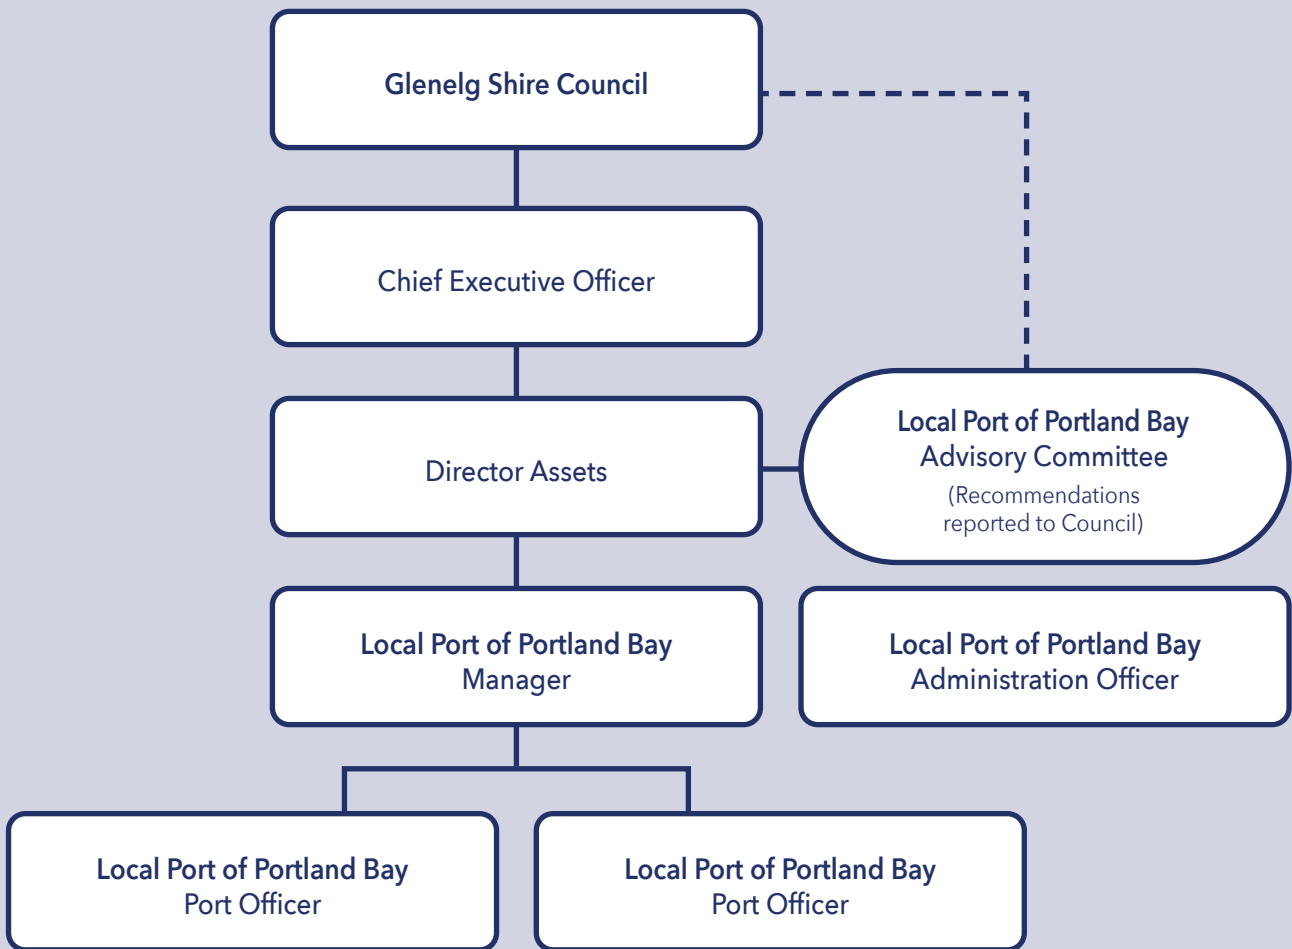 Glenelg Shire Council
Chief Executive Officer
Director Assets
Local Port of Portland Bay
Advisory Committee
(Recommendations
reported to Council)
Local Port of Portland Bay
Manager
Local Port of Portland Bay
Administration Officer
Local Port of Portland Bay
Port Officer
Local Port of Portland Bay
Port Officer